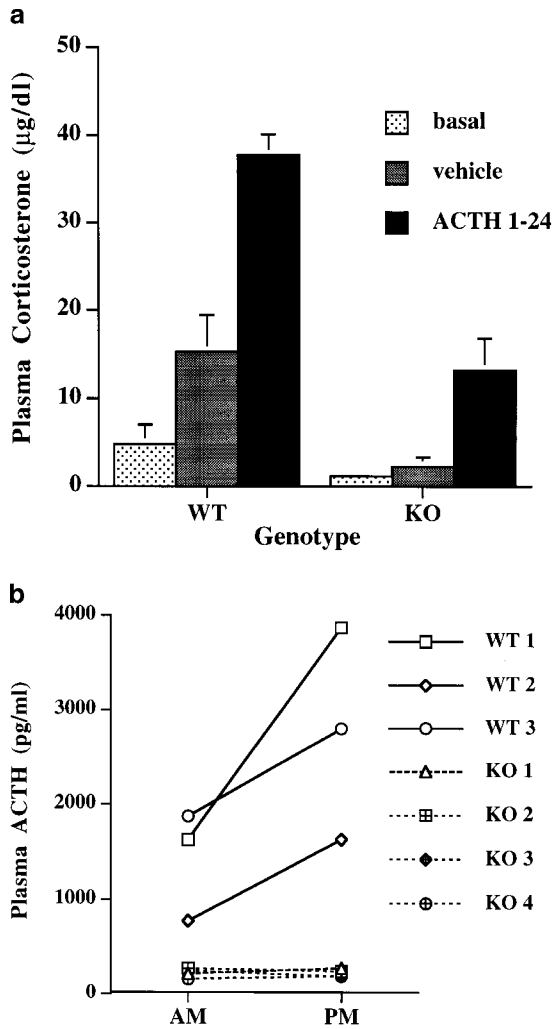 a
Plasma Corticosterone (μg/dl)
50
40
30
20
10
0
basal
vehicle
ACTH 1-24
WT
KO
Genotype
b
Plasma ACTH (pg/ml)
4000
3000
2000
1000
0
AM
PM
WT 1
WT 2
WT 3
KO 1
KO 2
KO 3
KO 4